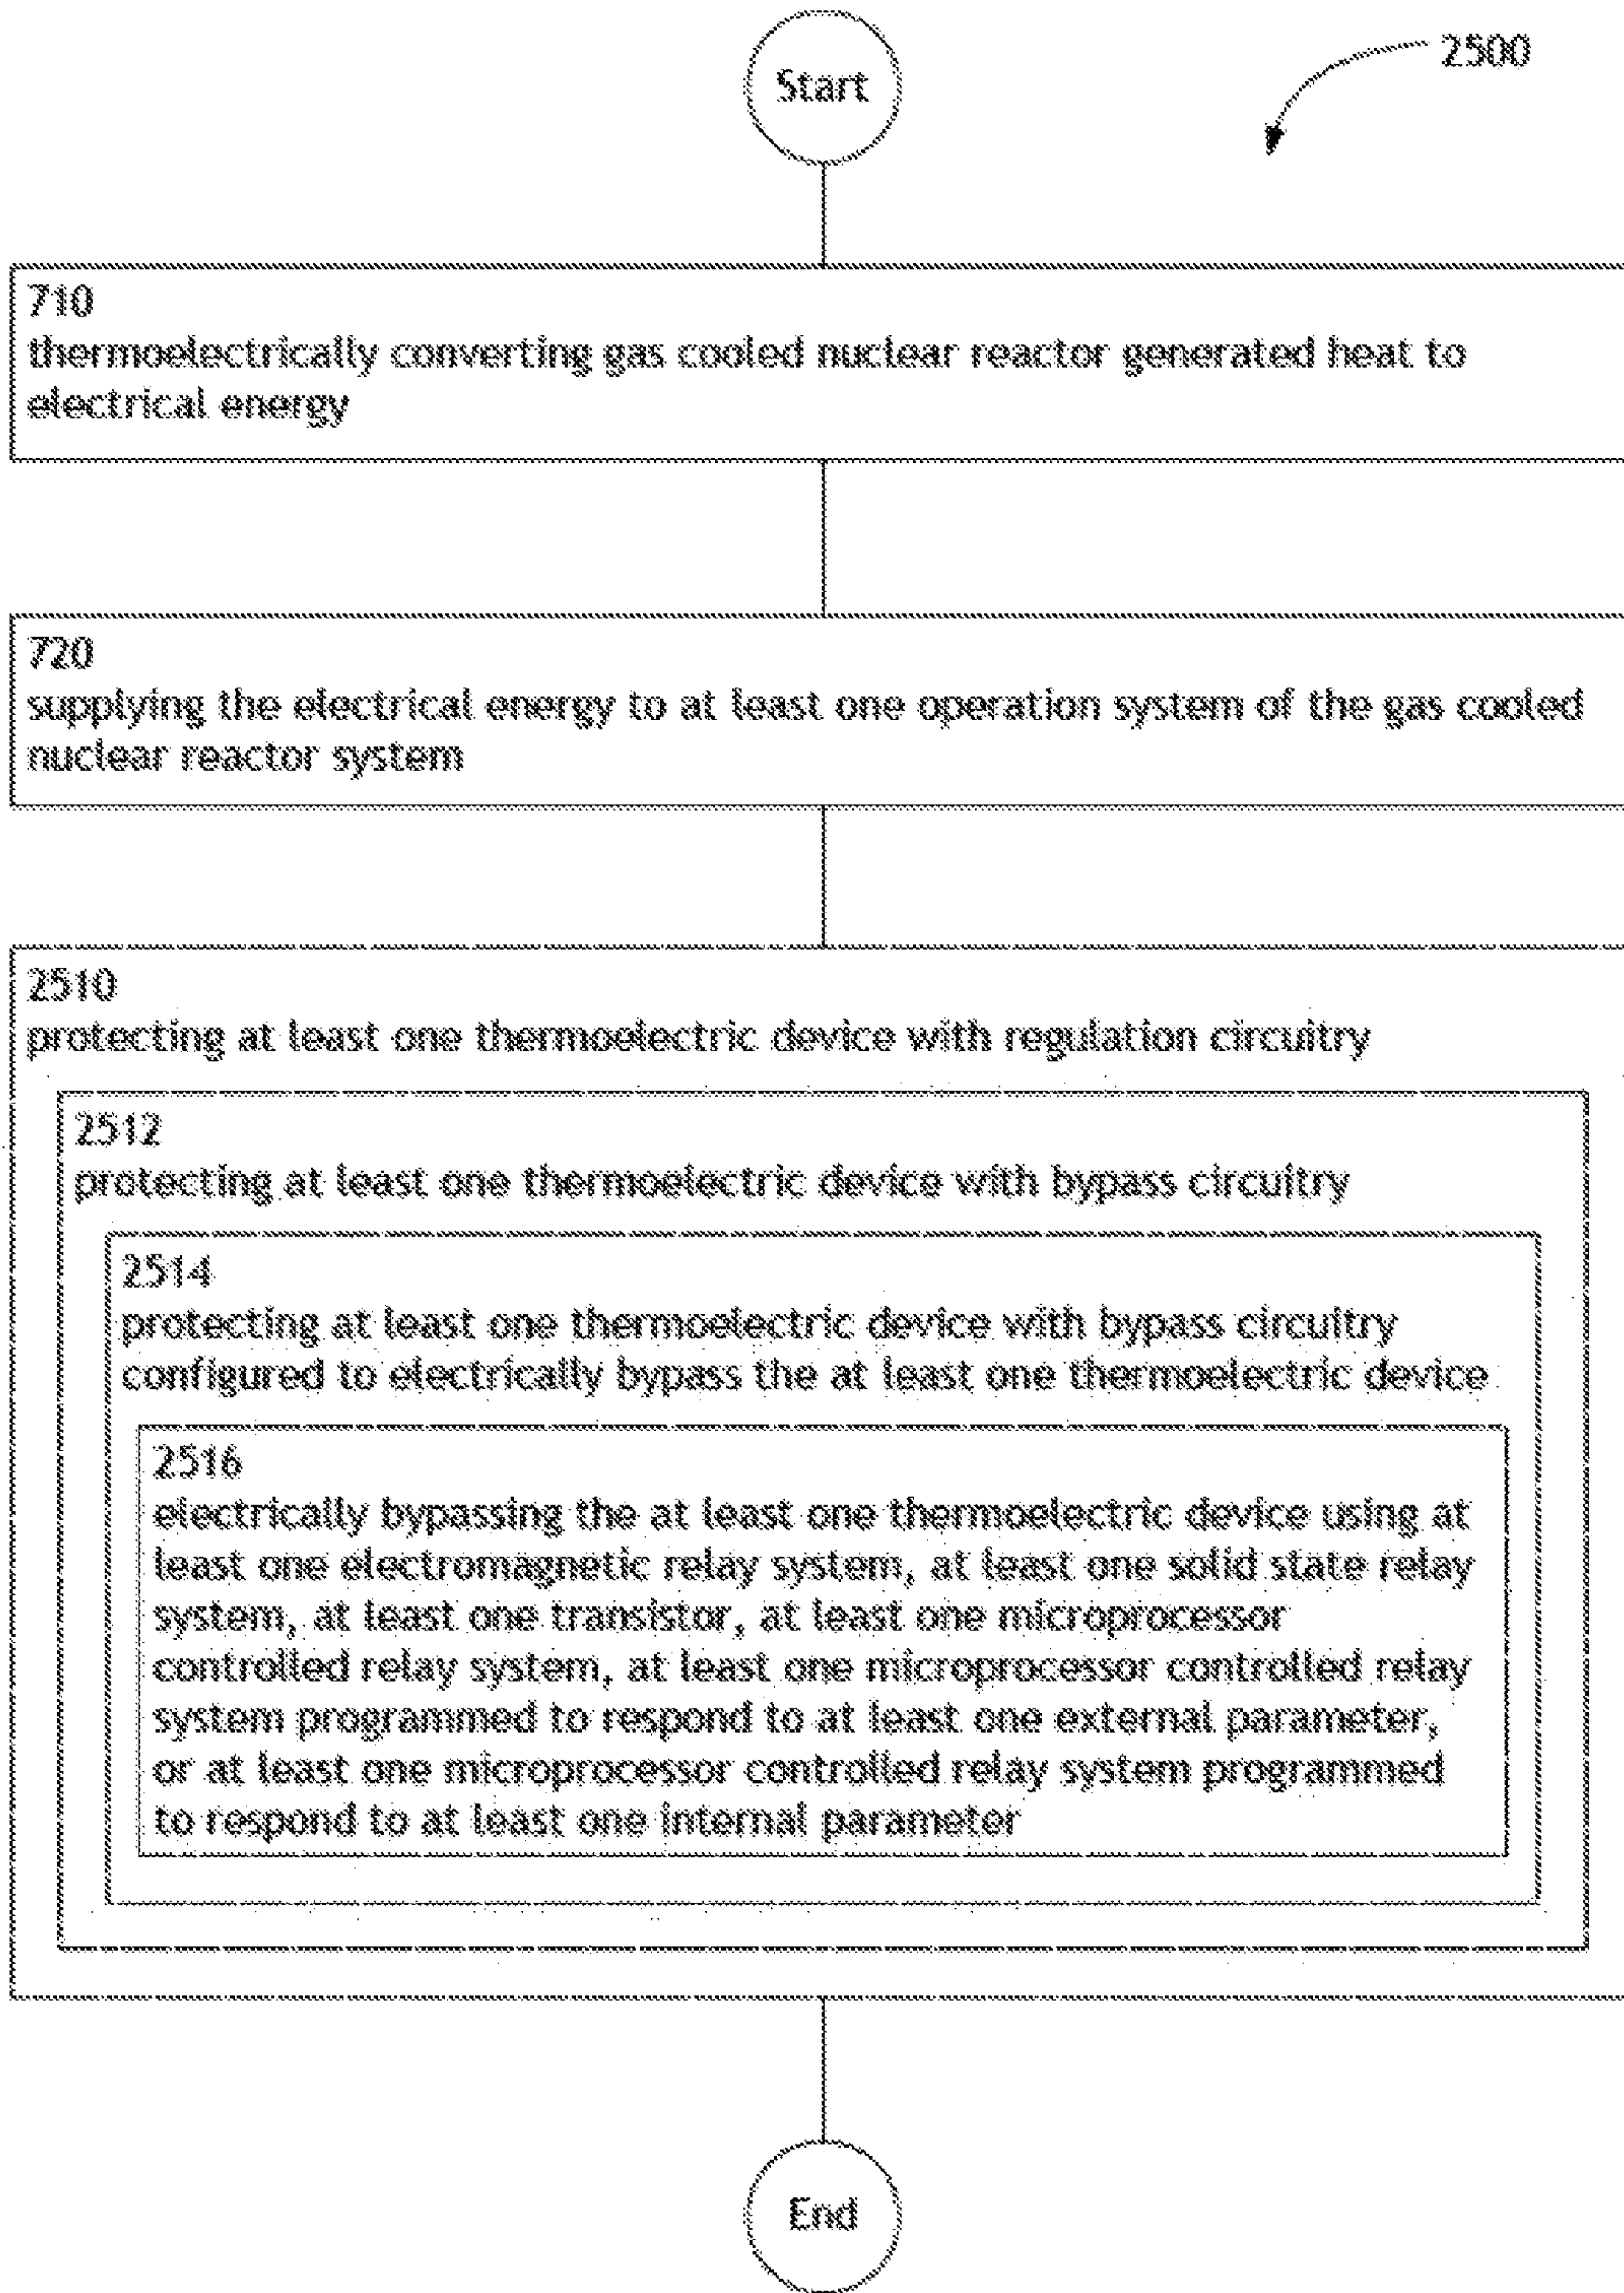 Start
2500
710
thermoelectrically converting gas cooled nuclear reactor generated heat to
electrical energy
720
supplying the electrical energy to at least one operation system of the gas cooled
nuclear reactor system
2510
protecting at least one thermoelectric device with regulation circuitry
2512
protecting at least one thermoelectric device with bypass circuitry
2514
protecting at least one thermoelectric device with bypass circuitry
configured to electrically bypass the at least one thermoelectric device
2516
electrically bypassing the at least one thermoelectric device using at
least one electromagnetic relay system, at least one solid state relay
system, at least one transistor, at least one microprocessor
controlled relay system, at least one microprocessor controlled relay
system programmed to respond to at least one external parameter,
or at least one microprocessor controlled relay system programmed
to respond to at least one internal parameter
End